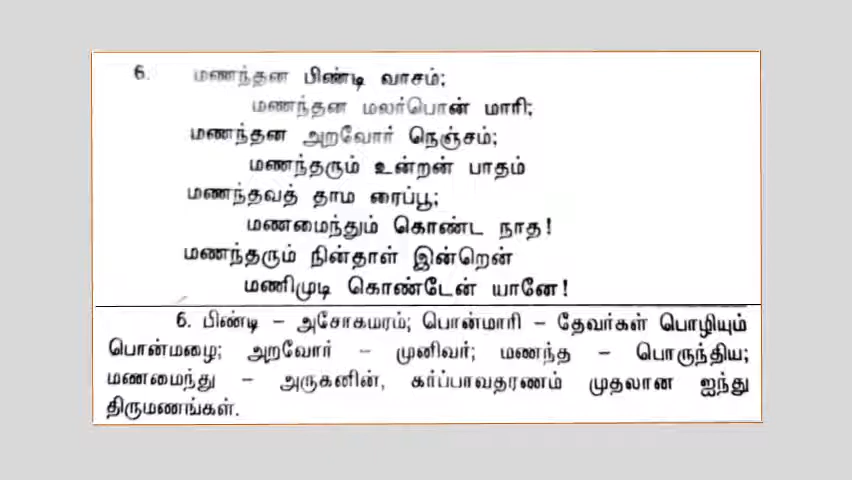 6. மணந்தன பிண்டி வாசம்;
மணந்தன மலர்பொன் மாரி;
மணந்தன அறவோர் நெஞ்சம்;
மணந்தரும் உன்றன் பாதம்
மணந்தவத் தாம ரைப்பூ;
மணமைந்தும் கொண்ட நாத!
மணந்தரும் நின்தாள் இன்றென்
மணிமுடி கொண்டேன் யானே!
6. பிண்டி – அசோகமரம்; பொன்மாரி – தேவர்கள் பொழியும்
பொன்மழை; அறவோர் – முனிவர்; மணந்த – பொருந்திய;
மணமைந்து – அருகனின், கர்ப்பாவதரணம் முதலான ஐந்து
திருமணங்கள்.